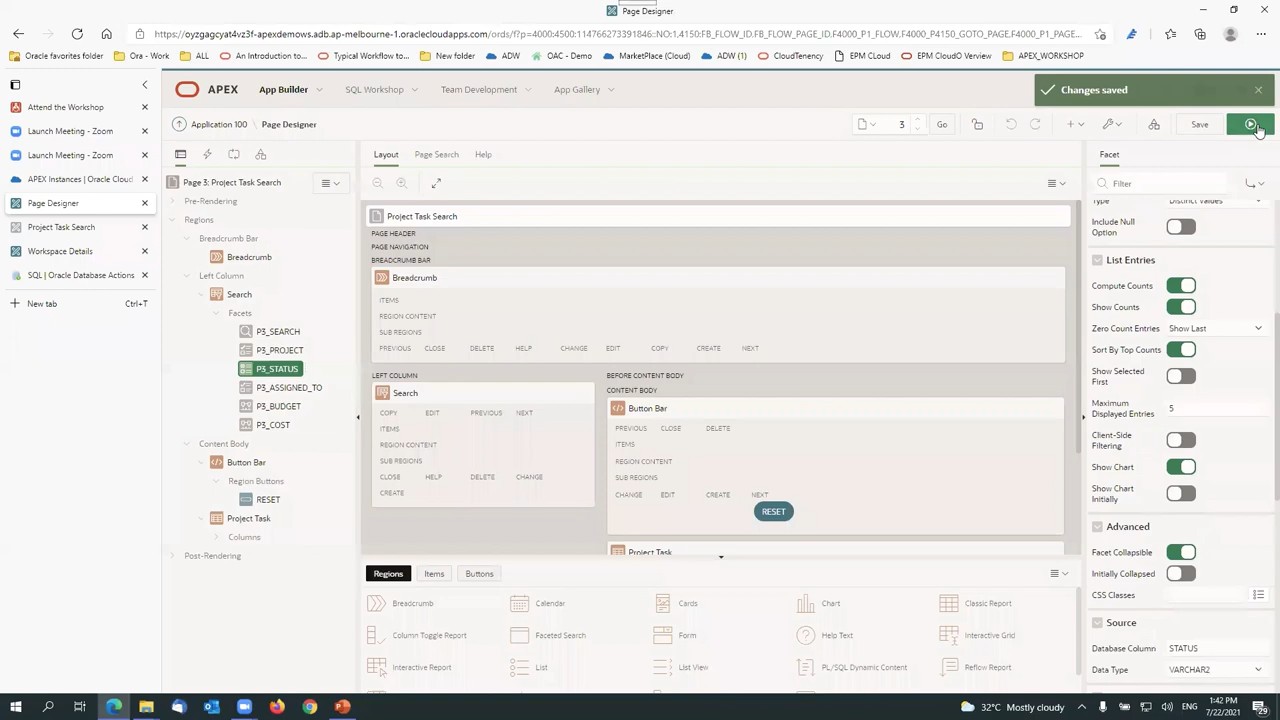 Page Designer
https://oyzgagcyat4vz3f-apexdemows.adb.ap-melbourne-1.oraclecloudapps.com/ords/f?p=4000:4500:114766273391846::NO:1,4150:FB_FLOW_ID,FB_FLOW_PAGE_ID,F4000_P1_FLOW,F4000_P4150_GOTO_PAGE,F4000_P1_PAGE...
Oracle favorites folder Ora - Work ALL An Introduction to... Typical Workflow to... New folder ADW OAC - Demo MarketPlace (Cloud) ADW (1) CloudTenency EPM Cloud EPM CloudO Verview APEX_WORKSHOP
APEX App Builder SQL Workshop Team Development App Gallery Changes saved
Attend the Workshop
Launch Meeting - Zoom
Launch Meeting - Zoom
APEX Instances | Oracle Cloud
Page Designer
Project Task Search
Workspace Details
SQL | Oracle Database Actions
New tab Ctrl+T
Application 100 Page Designer 3 Go Save
Page 3: Project Task Search
Pre-Rendering
Regions
Breadcrumb Bar
Breadcrumb
Left Column
Search
Facets
P3_SEARCH
P3_PROJECT
P3_STATUS
P3_ASSIGNED_TO
P3_BUDGET
P3_COST
Content Body
Button Bar
Region Buttons
RESET
Project Task
Columns
Post-Rendering
Layout Page Search Help
Project Task Search
PAGE HEADER
PAGE NAVIGATION
BREADCRUMB BAR
Breadcrumb
ITEMS
REGION CONTENT
SUB REGIONS
PREVIOUS CLOSE DELETE HELP CHANGE EDIT COPY CREATE NEXT
LEFT COLUMN
Search
COPY EDIT PREVIOUS NEXT
ITEMS
REGION CONTENT
SUB REGIONS
CLOSE HELP DELETE CHANGE
CREATE
BEFORE CONTENT BODY
CONTENT BODY
Button Bar
PREVIOUS CLOSE DELETE
ITEMS
REGION CONTENT
SUB REGIONS
CHANGE EDIT CREATE NEXT
RESET
Project Task
Regions Items Buttons
Breadcrumb Calendar Cards Chart Classic Report
Column Toggle Report Faceted Search Form Help Text Interactive Grid
Interactive Report List List View PL/SQL Dynamic Content Reflow Report
Facet
Filter
Type Distinct Values
Include Null Option
List Entries
Compute Counts
Show Counts
Zero Count Entries Show Last
Sort By Top Counts
Show Selected First
Maximum Displayed Entries 5
Client-Side Filtering
Show Chart
Show Chart Initially
Advanced
Facet Collapsible
Initially Collapsed
CSS Classes
Source
Database Column STATUS
Data Type VARCHAR2
32°C Mostly cloudy ENG 1:42 PM
7/22/2021 29